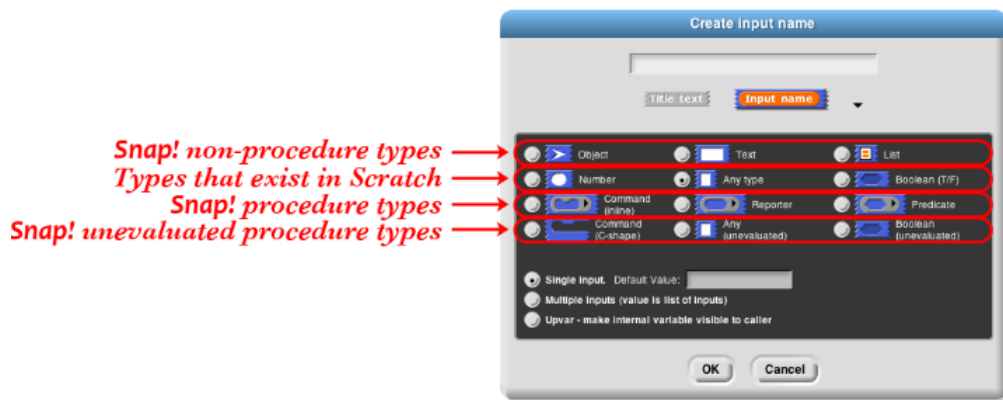 Create input name
Title text Input name
Snap! non-procedure types Object Text List
Types that exist in Scratch Number Any type Boolean (T/F)
Snap! procedure types Command (inline) Reporter Predicate
Snap! unevaluated procedure types Command (C-shape) Any (unevaluated) Boolean (unevaluated)
Single input. Default Value:
Multiple inputs (value is list of inputs)
Upvar - make internal variable visible to caller
OK Cancel